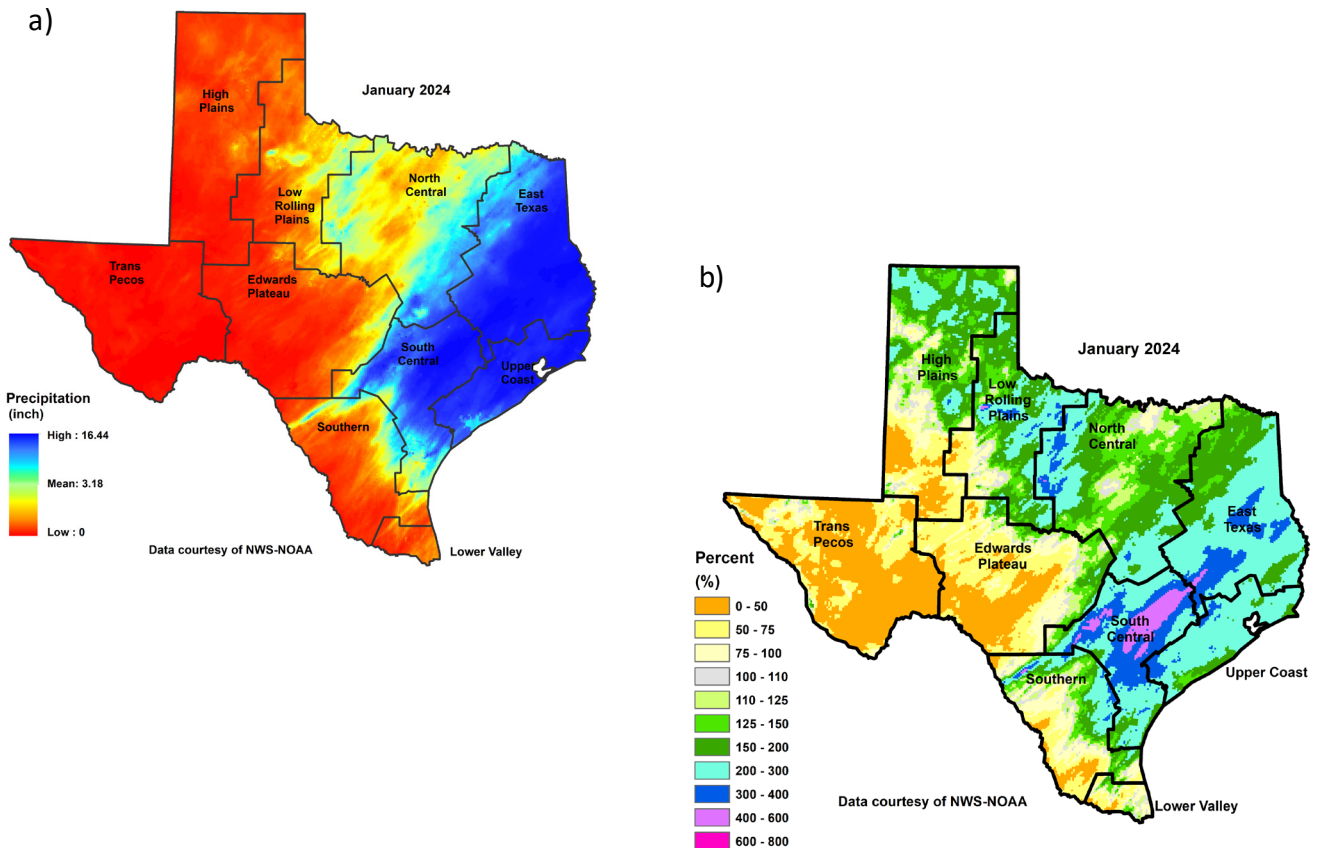 a)
January 2024
High
Plains
Low
Rolling
Plains
North
Central
East
Texas
Trans
Pecos
Edwards
Plateau
South
Central
Upper
Coast
Southern
Lower Valley
Precipitation
(inch)
High : 16.44
Mean: 3.18
Low : 0
Data courtesy of NWS-NOAA
b)
January 2024
High
Plains
Low
Rolling
Plains
North
Central
East
Texas
Trans
Pecos
Edwards
Plateau
South
Central
Upper Coast
Southern
Lower Valley
Percent
(%)
0 - 50
50 - 75
75 - 100
100 - 110
110 - 125
125 - 150
150 - 200
200 - 300
300 - 400
400 - 600
600 - 800
Data courtesy of NWS-NOAA